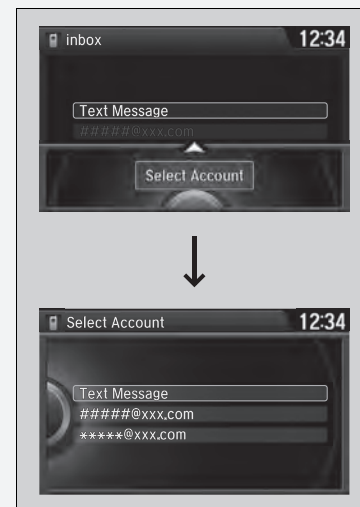 inbox 12:34
Text Message
#####@xxx.com
Select Account
Select Account 12:34
Text Message
#####@xxx.com
*****@xxx.com